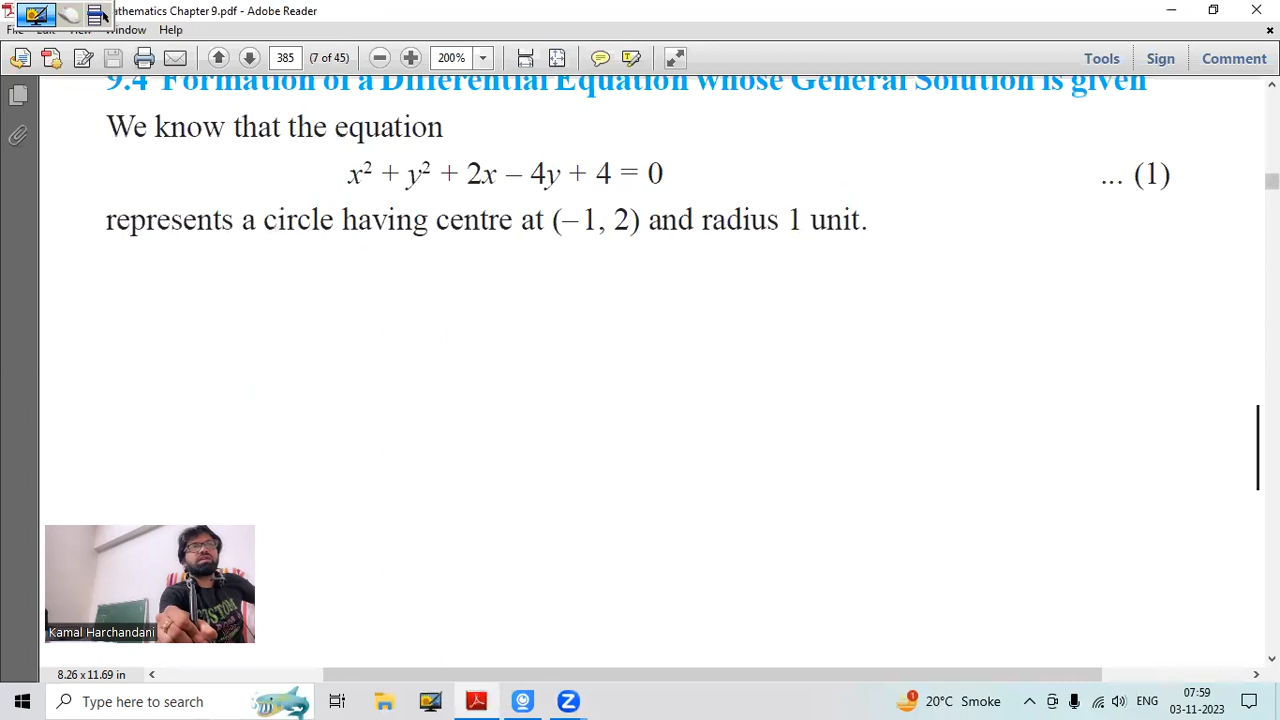 athematics Chapter 9.pdf - Adobe Reader
Window Help
385 (7 of 45) 200% Tools Sign Comment
9.4 Formation of a Differential Equation whose General Solution is given
We know that the equation
x² + y² + 2x – 4y + 4 = 0 ... (1)
represents a circle having centre at (–1, 2) and radius 1 unit.
CUSTOM
Kamal Harchandani
8.26 x 11.69 in
Type here to search
1 20°C Smoke ENG 07:59
03-11-2023